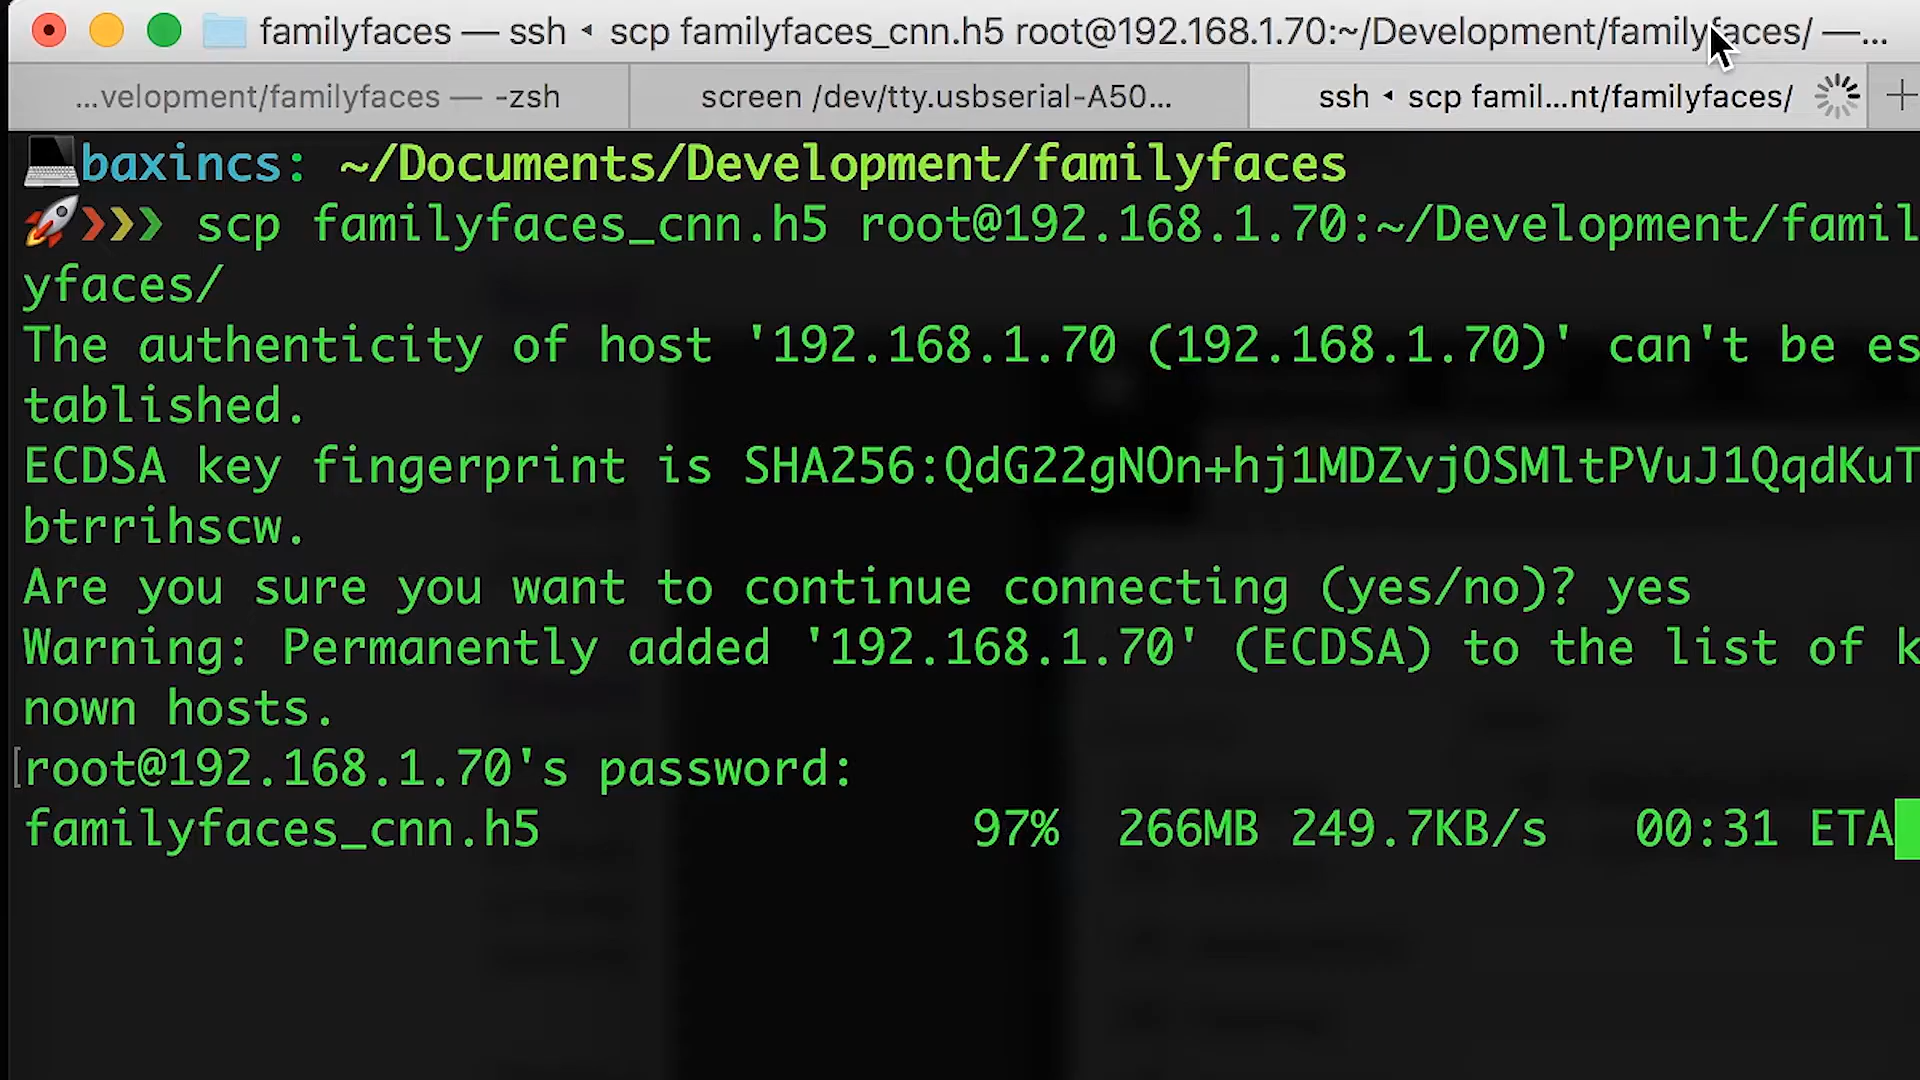 familyfaces — ssh ◂ scp familyfaces_cnn.h5 root@192.168.1.70:~/Development/familyfaces/ —...
...velopment/familyfaces — -zsh
screen /dev/tty.usbserial-A50...
ssh ◂ scp famil...nt/familyfaces/
baxincs: ~/Documents/Development/familyfaces
❯❯❯ scp familyfaces_cnn.h5 root@192.168.1.70:~/Development/famil
yfaces/
The authenticity of host '192.168.1.70 (192.168.1.70)' can't be es
tablished.
ECDSA key fingerprint is SHA256:QdG22gNOn+hj1MDZvjOSMltPVuJ1QqdKuT
btrrihscw.
Are you sure you want to continue connecting (yes/no)? yes
Warning: Permanently added '192.168.1.70' (ECDSA) to the list of k
nown hosts.
[root@192.168.1.70's password:
familyfaces_cnn.h5 97% 266MB 249.7KB/s 00:31 ETA